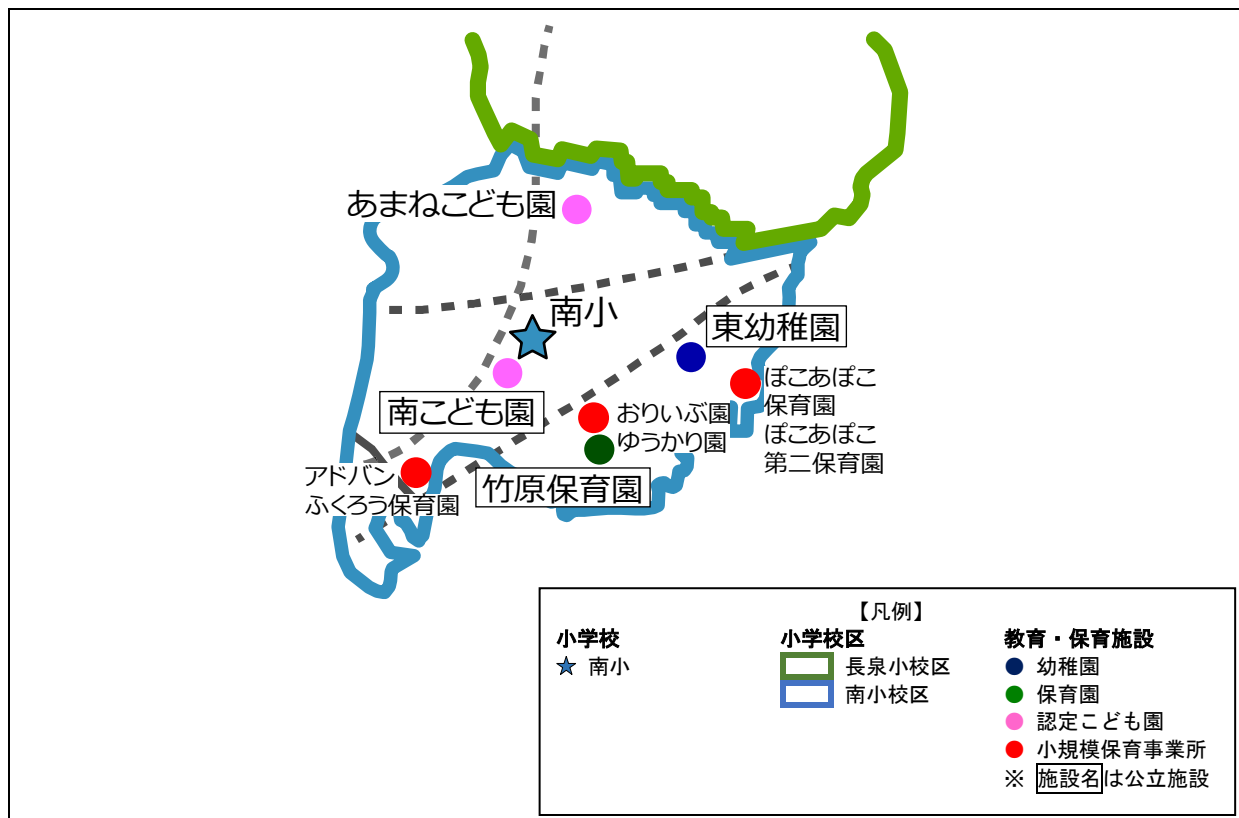 あまねこども園
南小
東幼稚園
ぽこあぽこ
保育園
ぽこあぽこ
第二保育園
南こども園
おりいぶ園
ゆうかり園
竹原保育園
アドバン
ふくろう保育園
【凡例】
小学校
南小
小学校区
長泉小校区
南小校区
教育・保育施設
幼稚園
保育園
認定こども園
小規模保育事業所
※ 施設名は公立施設